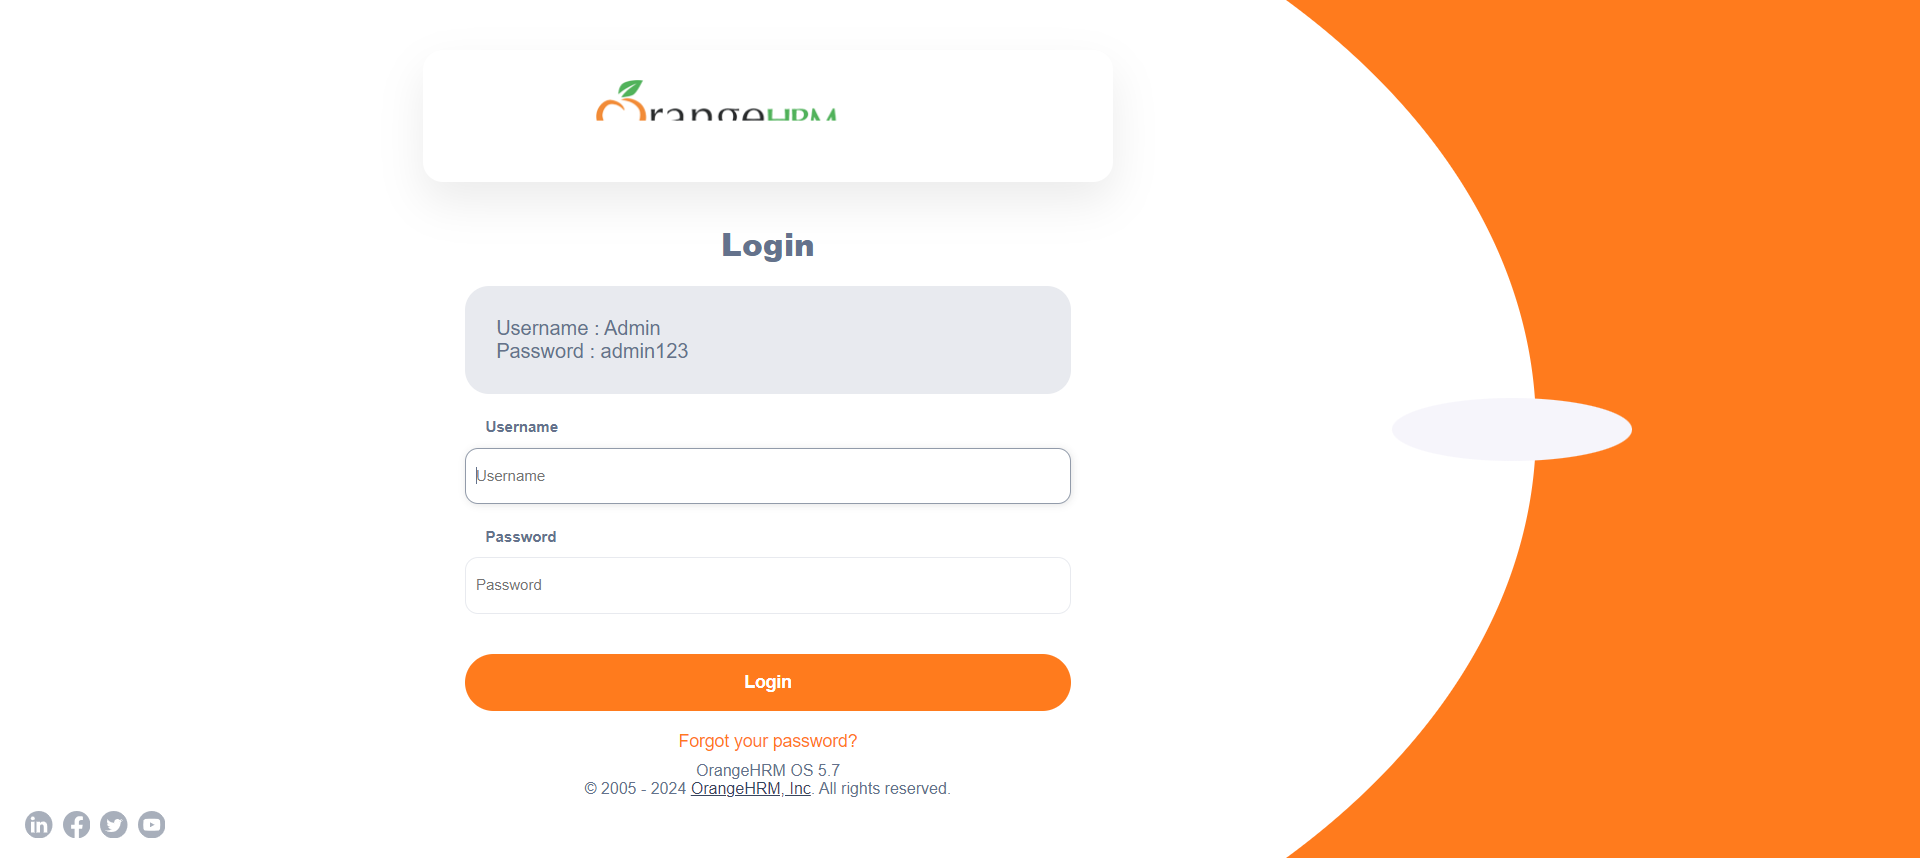 OrangeHRM
Login
Username : Admin
Password : admin123
Username
Username
Password
Password
Login
Forgot your password?
OrangeHRM OS 5.7
© 2005 - 2024 OrangeHRM, Inc. All rights reserved.